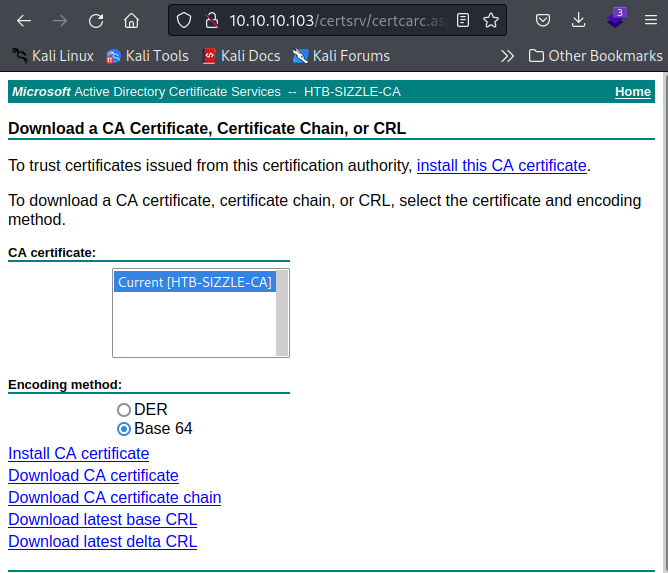 10.10.10.103/certsrv/certcarc.as
3
Kali Linux Kali Tools Kali Docs Kali Forums Other Bookmarks
Microsoft Active Directory Certificate Services -- HTB-SIZZLE-CA Home
Download a CA Certificate, Certificate Chain, or CRL
To trust certificates issued from this certification authority, install this CA certificate.
To download a CA certificate, certificate chain, or CRL, select the certificate and encoding
method.
CA certificate:
Current [HTB-SIZZLE-CA]
Encoding method:
DER
Base 64
Install CA certificate
Download CA certificate
Download CA certificate chain
Download latest base CRL
Download latest delta CRL